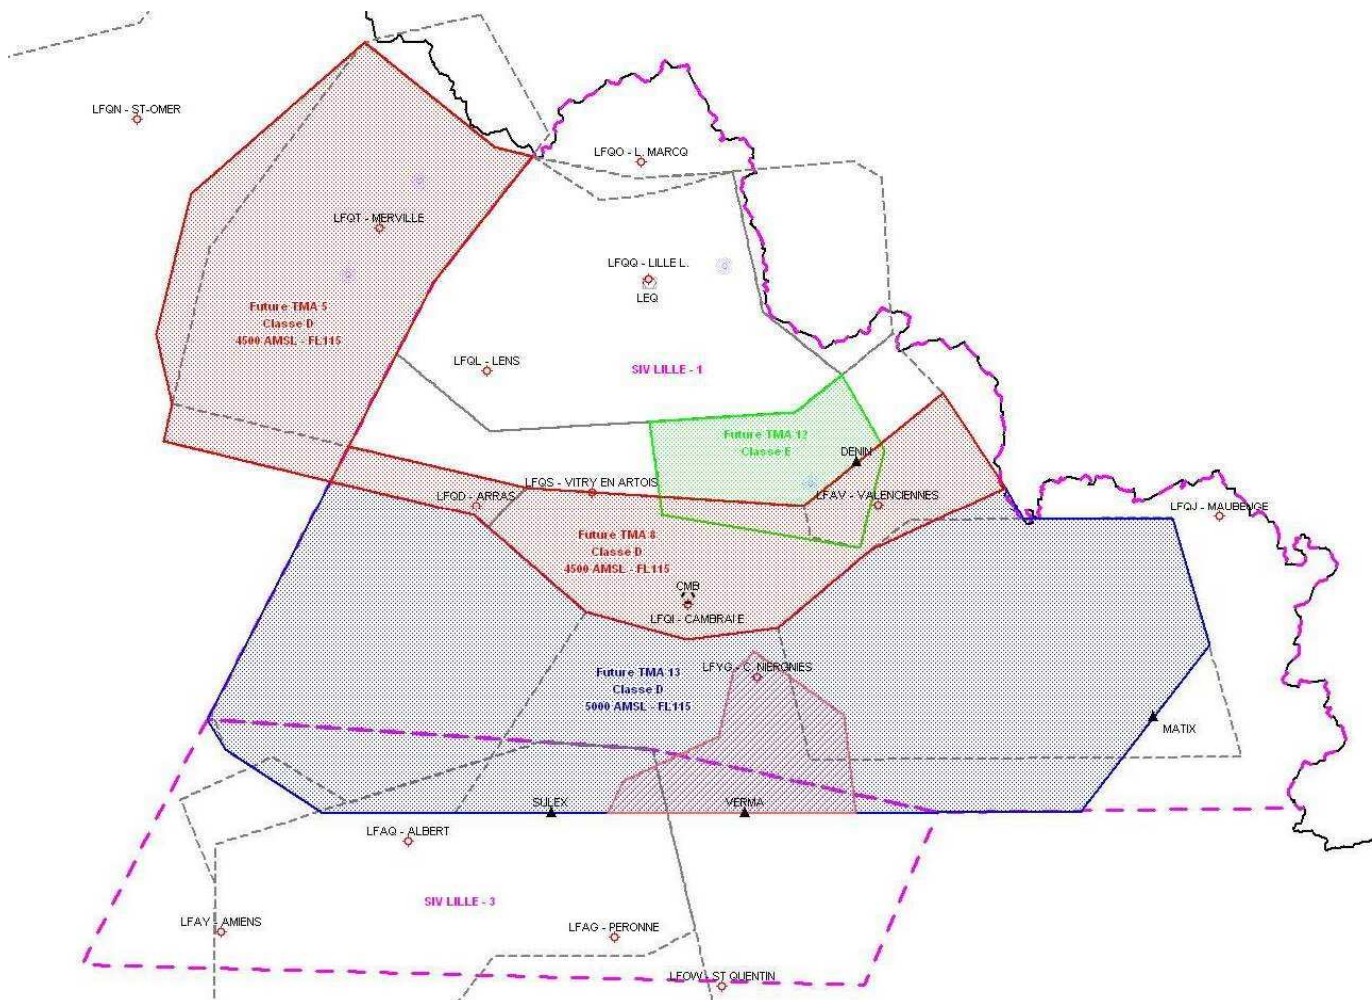 LFQN - ST-OMER
LFQO - L. MARCQ
LFQT - MERVILLE
LFQQ - LILLE L.
LEQ
Future TMA 5
Classe D
4500 AMSL - FL115
LFQL - LENS
SIV LILLE - 1
Future TMA 12
Classe E
DENIN
LFQS - VITRY EN ARTOIS
LFQD - ARRAS
LFAV - VALENCIENNES
LFQJ - MAUBEUGE
Future TMA 8
Classe D
4500 AMSL - FL115
CMB
LFQI - CAMBRAI E
LFYG - C. NIERGNIES
Future TMA 13
Classe D
5000 AMSL - FL115
MATIX
SULEX
VERMA
LFAQ - ALBERT
SIV LILLE - 3
LFAY - AMIENS
LFAG - PERONNE
LFOW - ST QUENTIN